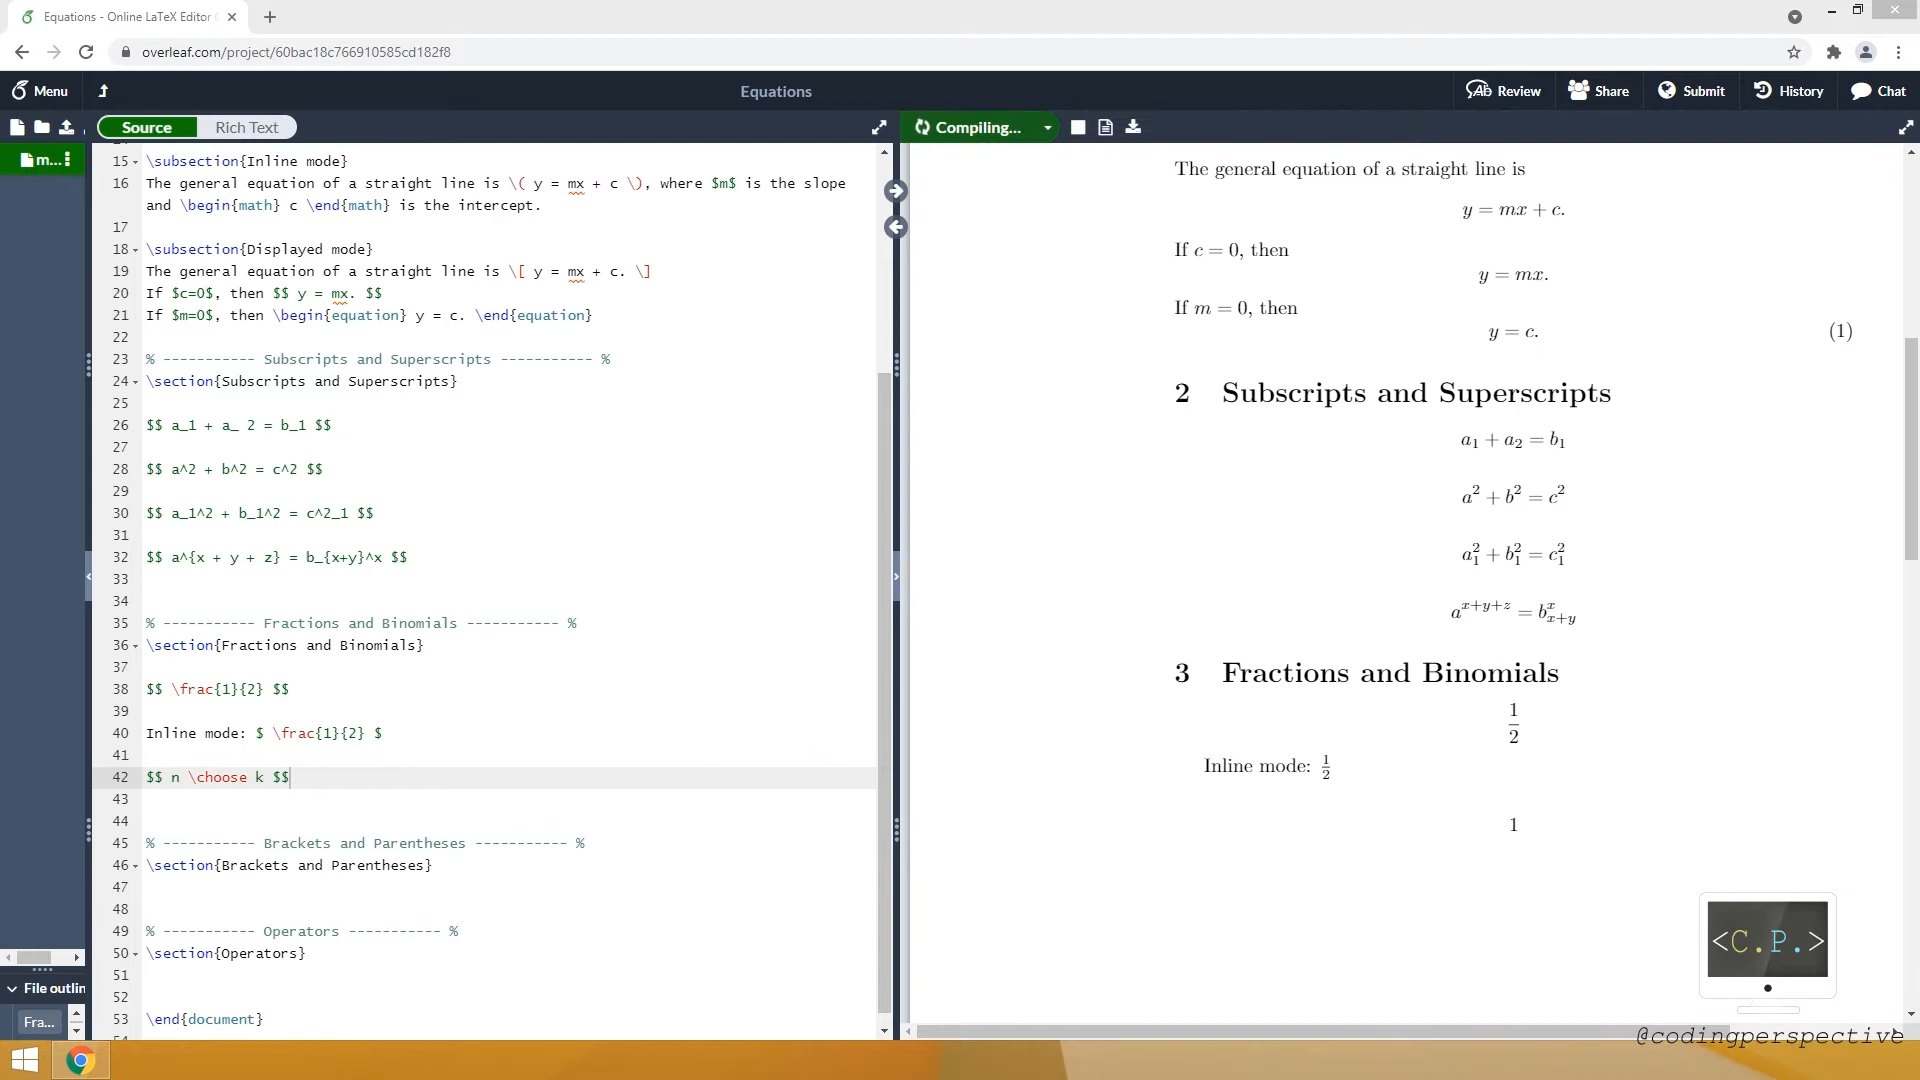 Equations - Online LaTeX Editor
overleaf.com/project/60bac18c766910585cd182f8
Menu
Equations
Review
Share
Submit
History
Chat
Source
Rich Text
Compiling...
m...
15 \subsection{Inline mode}
16 The general equation of a straight line is \( y = mx + c \), where $m$ is the slope
and \begin{math} c \end{math} is the intercept.
17
18 \subsection{Displayed mode}
19 The general equation of a straight line is \[ y = mx + c. \]
20 If $c=0$, then $$ y = mx. $$
21 If $m=0$, then \begin{equation} y = c. \end{equation}
22
23 % ----------- Subscripts and Superscripts ----------- %
24 \section{Subscripts and Superscripts}
25
26 $$ a_1 + a_ 2 = b_1 $$
27
28 $$ a^2 + b^2 = c^2 $$
29
30 $$ a_1^2 + b_1^2 = c^2_1 $$
31
32 $$ a^{x + y + z} = b_{x+y}^x $$
33
34
35 % ----------- Fractions and Binomials ----------- %
36 \section{Fractions and Binomials}
37
38 $$ \frac{1}{2} $$
39
40 Inline mode: $ \frac{1}{2} $
41
42 $$ n \choose k $$
43
44
45 % ----------- Brackets and Parentheses ----------- %
46 \section{Brackets and Parentheses}
47
48
49 % ----------- Operators ----------- %
50 \section{Operators}
51
52
53 \end{document}
File outlin
Fra...
The general equation of a straight line is
y = mx + c.
If c = 0, then
y = mx.
If m = 0, then
y = c. (1)
2 Subscripts and Superscripts
a₁ + a₂ = b₁
a² + b² = c²
a₁² + b₁² = c₁²
a^{x+y+z} = b^x_{x+y}
3 Fractions and Binomials
1
2
Inline mode: 1/2
1
<C.P.>
@codingperspective